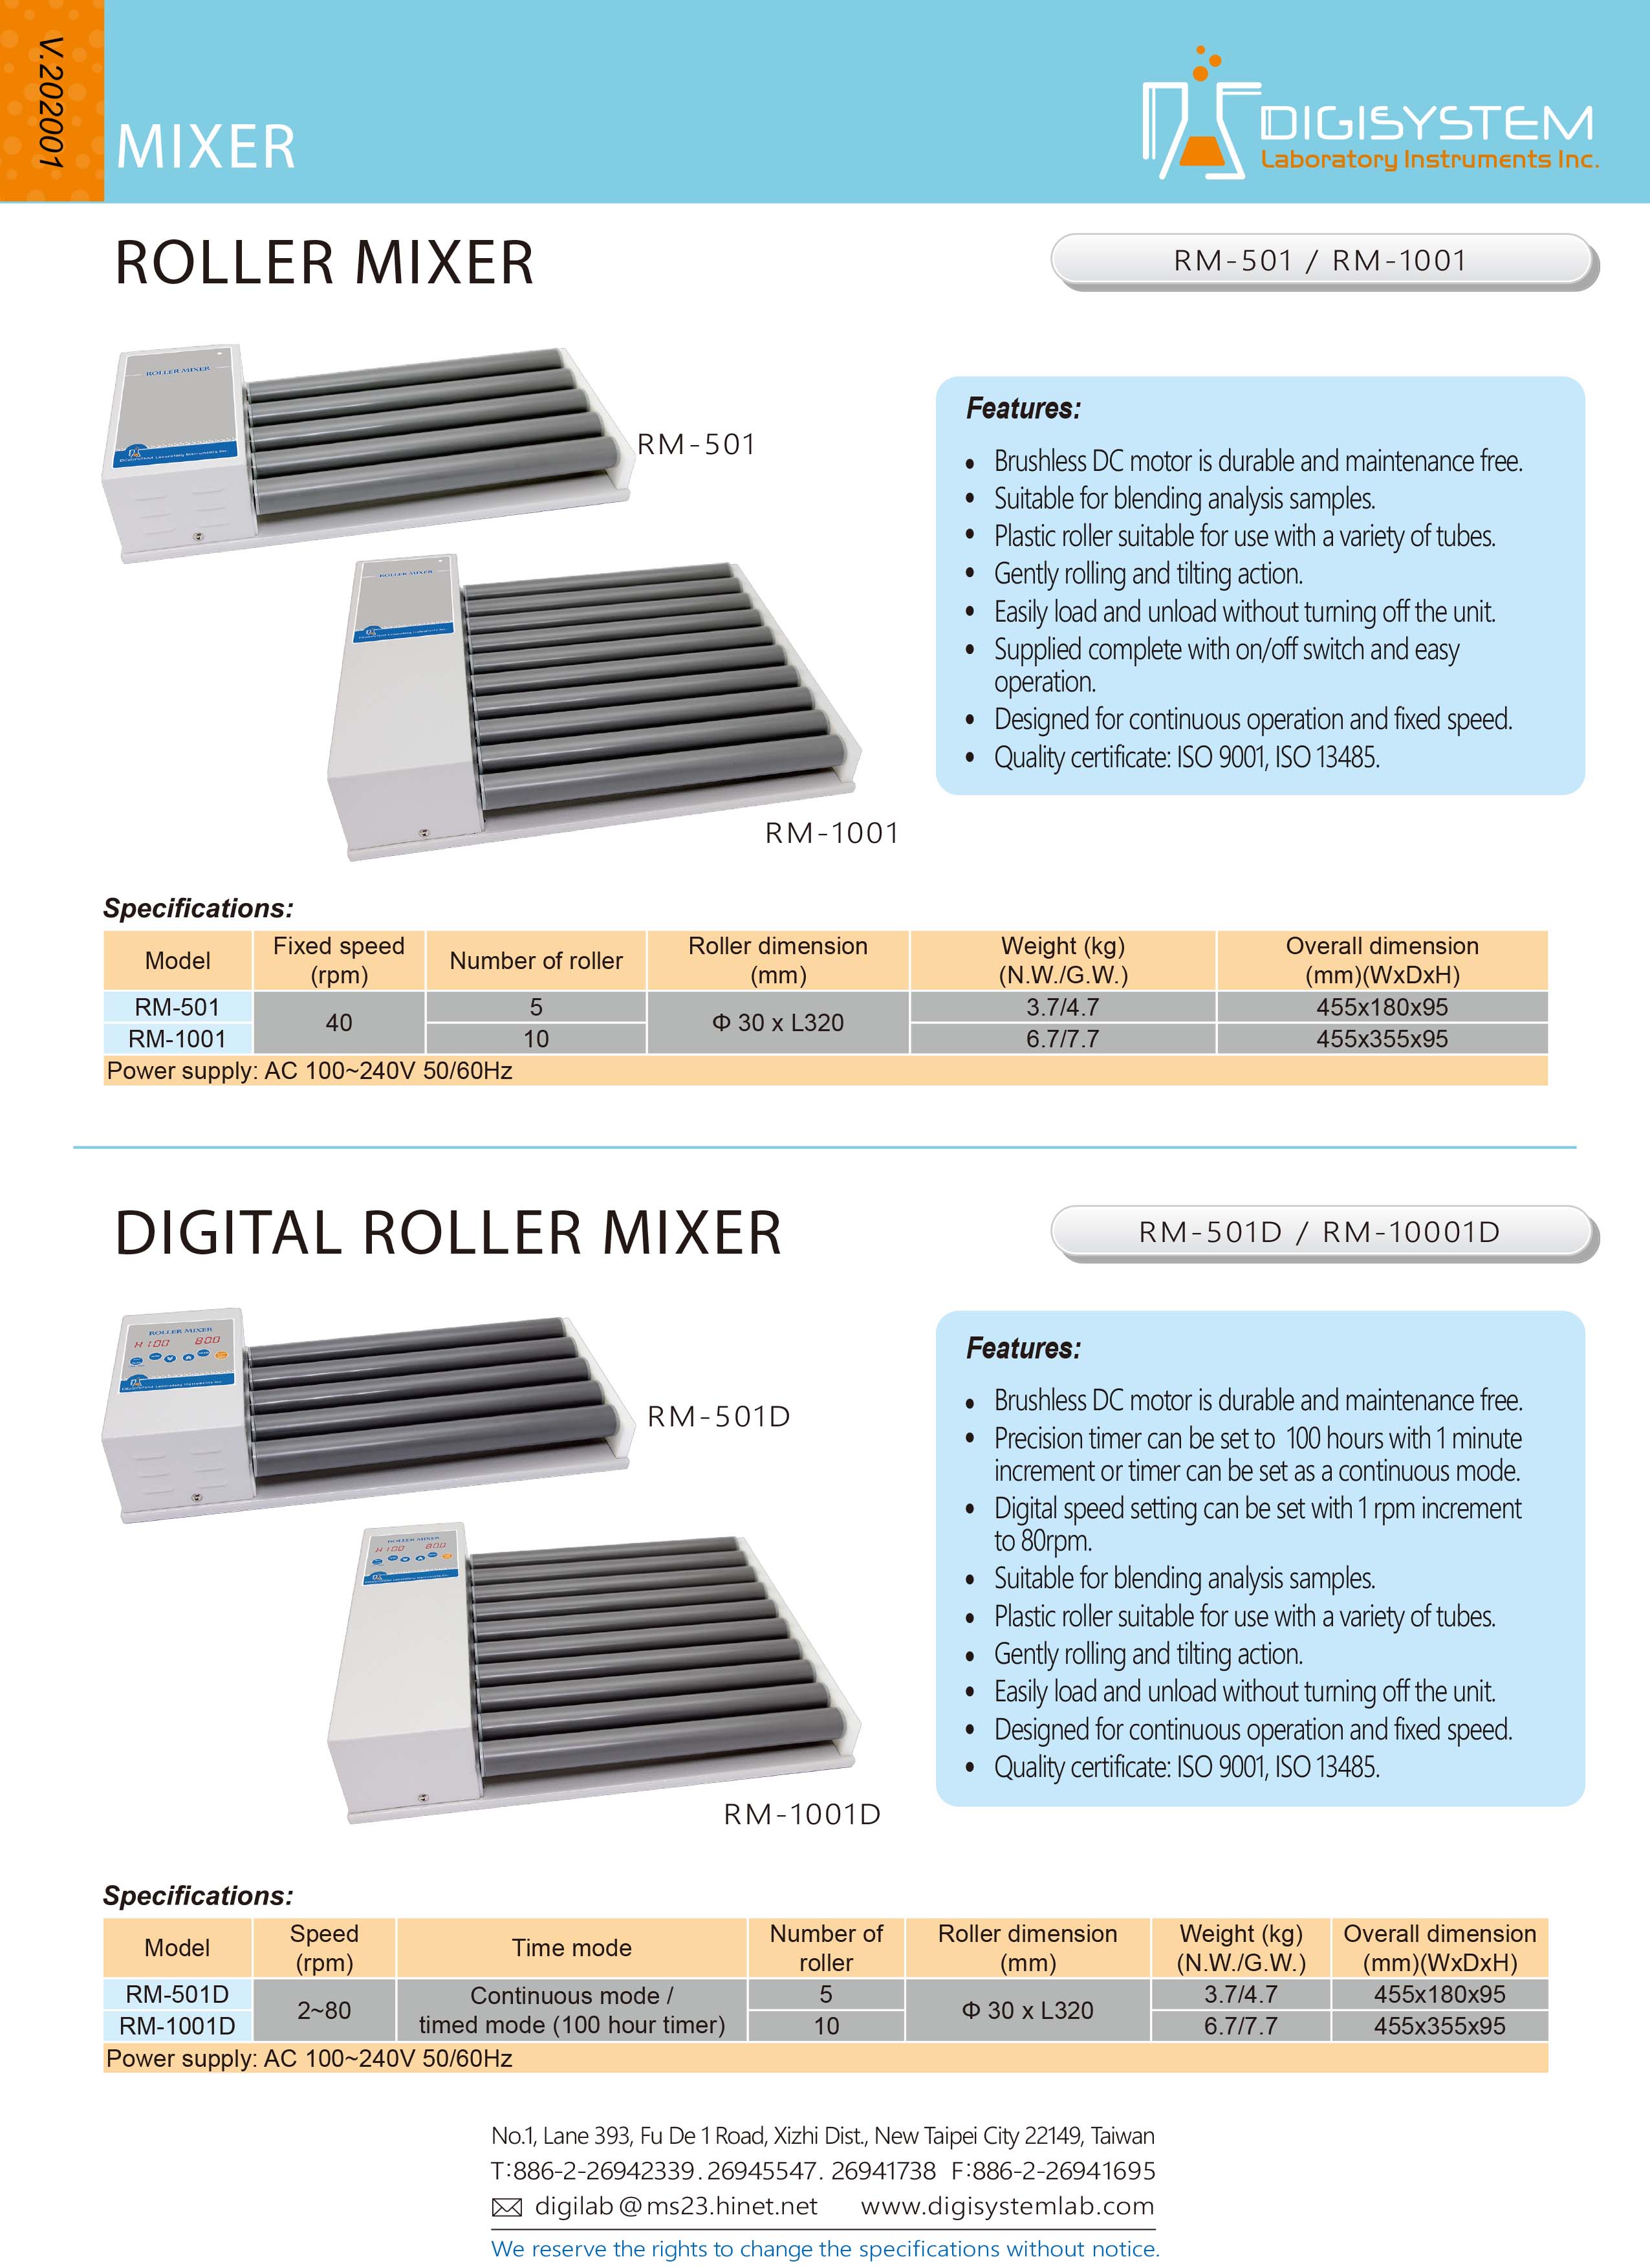 V.202001
MIXER
DIGISYSTEM
Laboratory Instruments Inc.
ROLLER MIXER
RM-501 / RM-1001
ROLLER MIXER
RM-501
ROLLER MIXER
RM-1001
Features:
• Brushless DC motor is durable and maintenance free.
• Suitable for blending analysis samples.
• Plastic roller suitable for use with a variety of tubes.
• Gently rolling and tilting action.
• Easily load and unload without turning off the unit.
• Supplied complete with on/off switch and easy
operation.
• Designed for continuous operation and fixed speed.
• Quality certificate: ISO 9001, ISO 13485.
Specifications:
Model Fixed speed (rpm) Number of roller Roller dimension (mm) Weight (kg) (N.W./G.W.) Overall dimension (mm)(WxDxH)
RM-501 40 5 Φ 30 x L320 3.7/4.7 455x180x95
RM-1001 10 6.7/7.7 455x355x95
Power supply: AC 100~240V 50/60Hz
DIGITAL ROLLER MIXER
RM-501D / RM-10001D
ROLLER MIXER
H 100 800
RM-501D
ROLLER MIXER
H 100 800
RM-1001D
Features:
• Brushless DC motor is durable and maintenance free.
• Precision timer can be set to 100 hours with 1 minute
increment or timer can be set as a continuous mode.
• Digital speed setting can be set with 1 rpm increment
to 80rpm.
• Suitable for blending analysis samples.
• Plastic roller suitable for use with a variety of tubes.
• Gently rolling and tilting action.
• Easily load and unload without turning off the unit.
• Designed for continuous operation and fixed speed.
• Quality certificate: ISO 9001, ISO 13485.
Specifications:
Model Speed (rpm) Time mode Number of roller Roller dimension (mm) Weight (kg) (N.W./G.W.) Overall dimension (mm)(WxDxH)
RM-501D 2~80 Continuous mode / timed mode (100 hour timer) 5 Φ 30 x L320 3.7/4.7 455x180x95
RM-1001D 10 6.7/7.7 455x355x95
Power supply: AC 100~240V 50/60Hz
No.1, Lane 393, Fu De 1 Road, Xizhi Dist., New Taipei City 22149, Taiwan
T:886-2-26942339. 26945547. 26941738 F:886-2-26941695
digilab@ms23.hinet.net www.digisystemlab.com
We reserve the rights to change the specifications without notice.